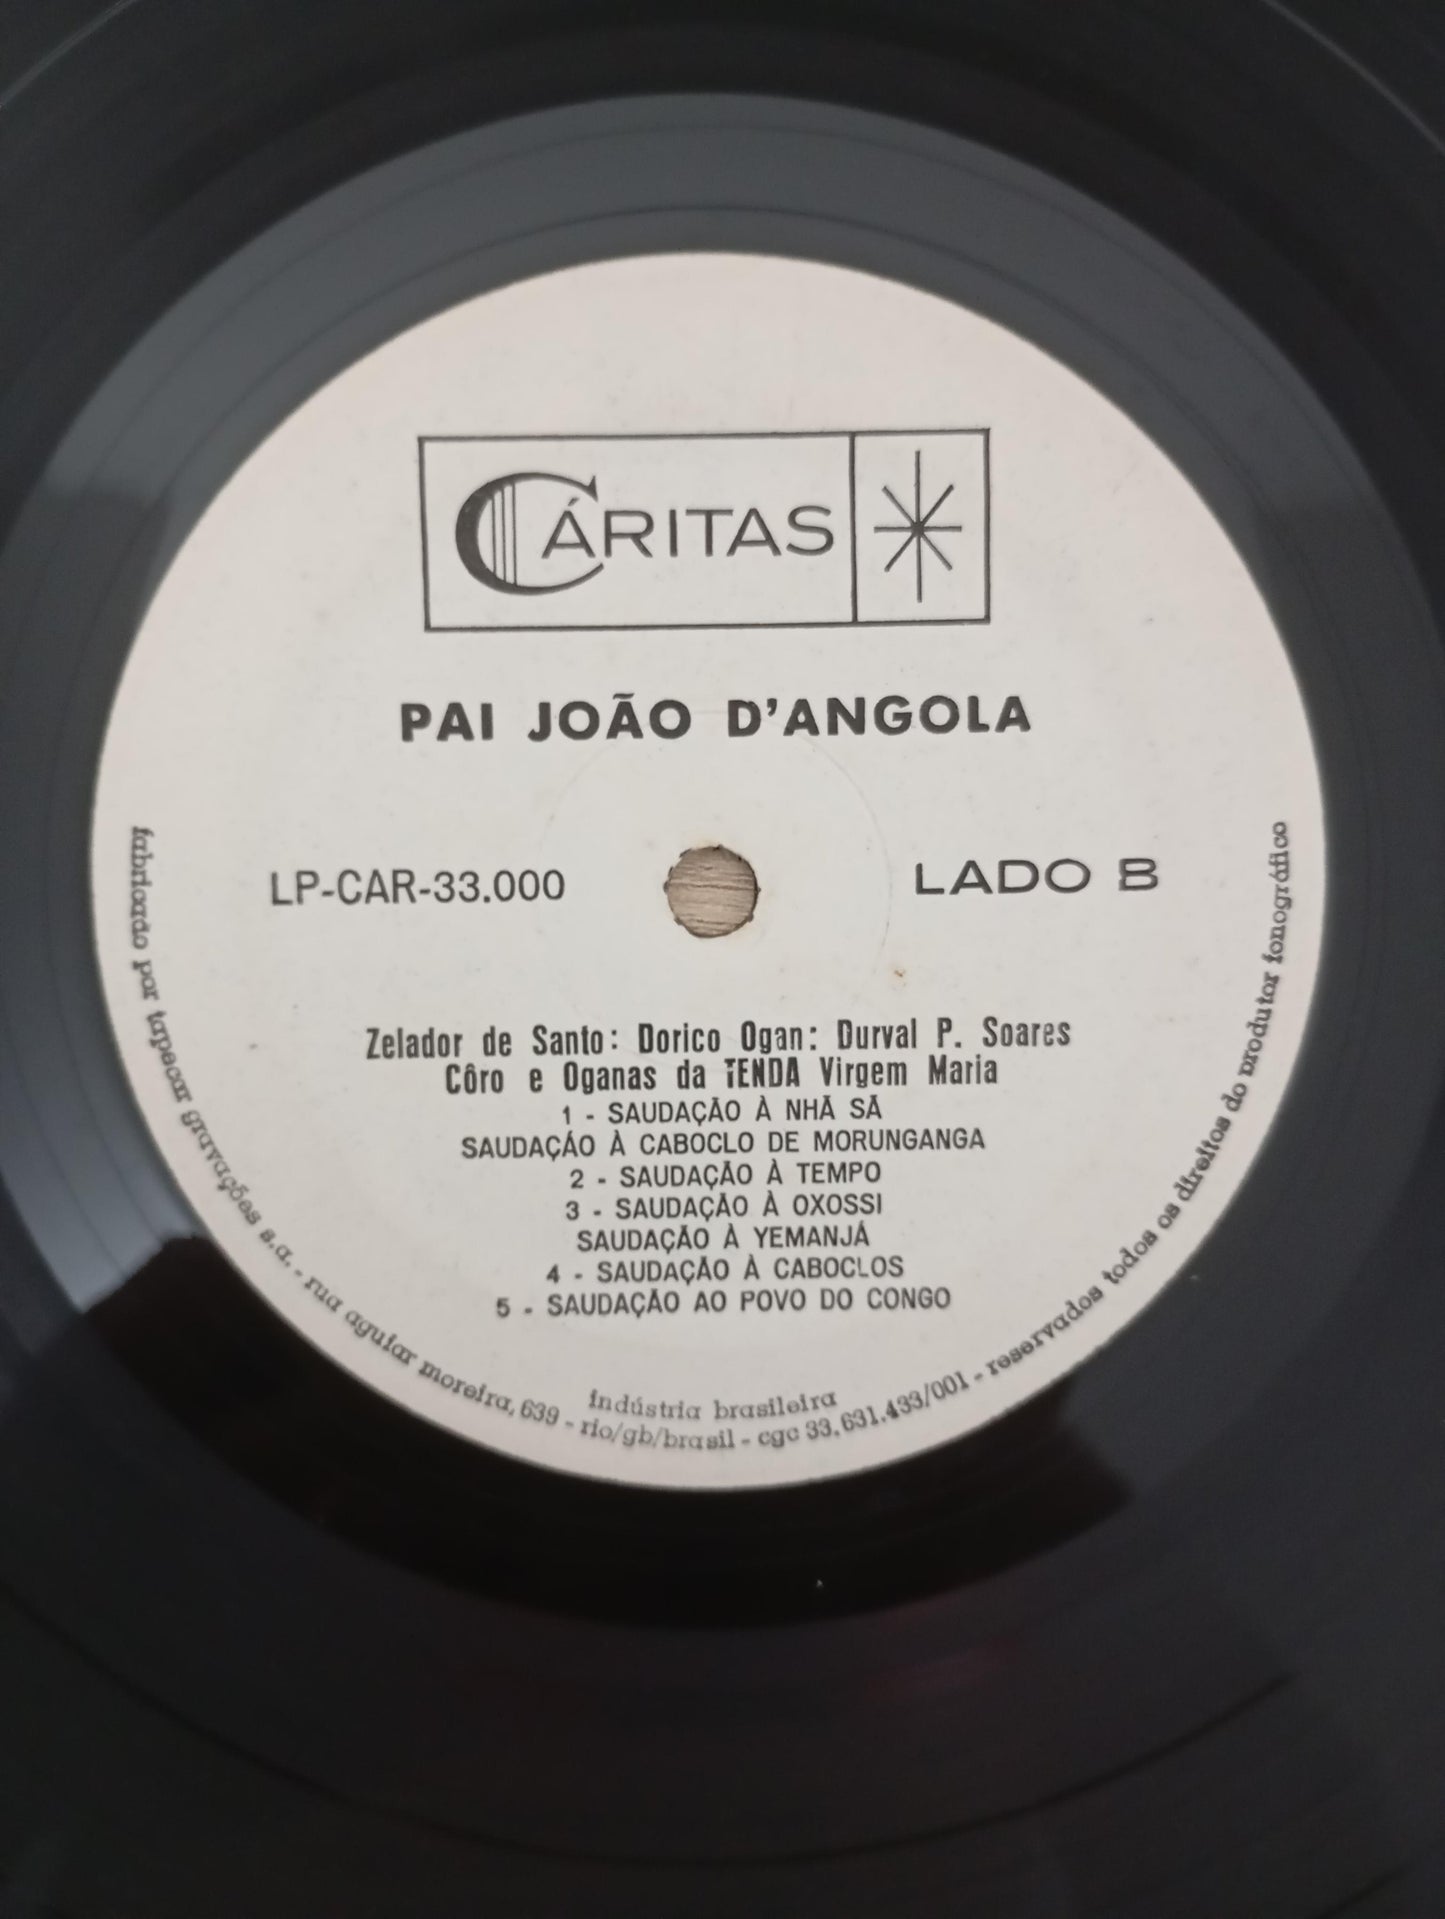 CÁRITAS
PAI JOÃO D'ANGOLA
LP-CAR-33.000
LADO B
Zelador de Santo: Dorico Ogan: Durval P. Soares
Côro e Oganas da TENDA Virgem Maria
1 - SAUDAÇÃO À NHÃ SÃ
SAUDAÇÁO À CABOCLO DE MORUNGANGA
2 - SAUDAÇÃO À TEMPO
3 - SAUDAÇÃO À OXOSSI
SAUDAÇÃO À YEMANJÁ
4 - SAUDAÇÃO À CABOCLOS
5 - SAUDAÇÃO AO POVO DO CONGO
indústria brasileira
fabricado por tapecar gravações s.a. - rua aguiar moreira, 639 - rio/gb/brasil - cgc 33.631.433/001 - reservados todos os direitos do produtor fonográfico